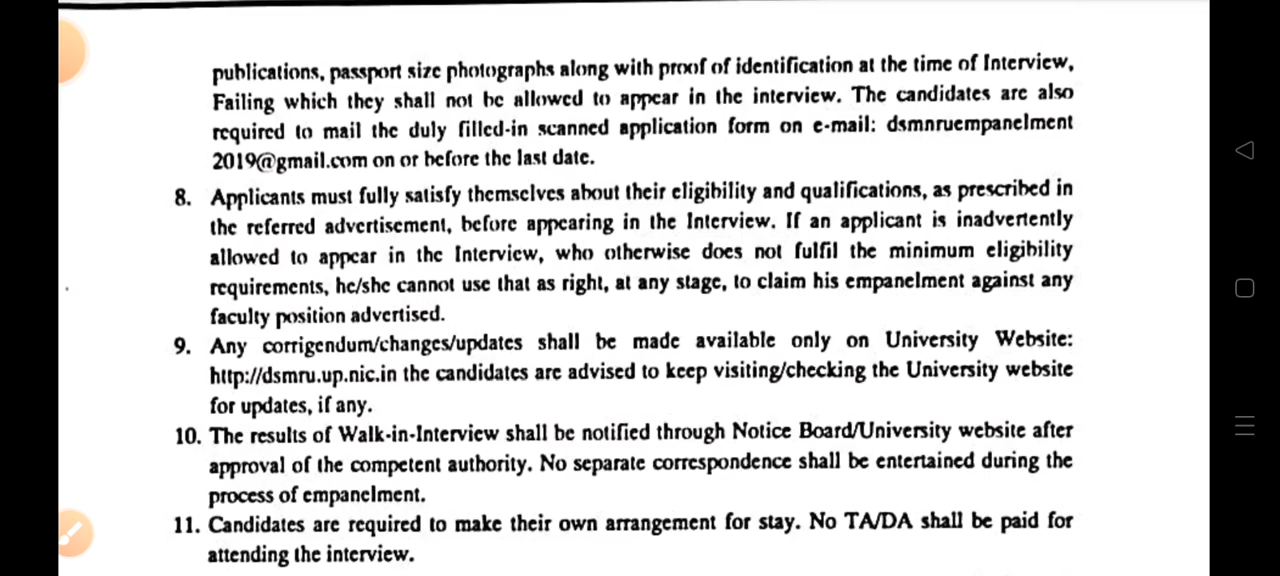 publications, passport size photographs along with proof of identification at the time of Interview,
Failing which they shall not be allowed to appear in the interview. The candidates are also
required to mail the duly filled-in scanned application form on e-mail: dsmnruempanelment
2019@gmail.com on or before the last date.
8. Applicants must fully satisfy themselves about their eligibility and qualifications, as prescribed in
the referred advertisement, before appearing in the Interview. If an applicant is inadvertently
allowed to appear in the Interview, who otherwise does not fulfil the minimum eligibility
requirements, he/she cannot use that as right, at any stage, to claim his empanelment against any
faculty position advertised.
9. Any corrigendum/changes/updates shall be made available only on University Website:
http://dsmru.up.nic.in the candidates are advised to keep visiting/checking the University website
for updates, if any.
10. The results of Walk-in-Interview shall be notified through Notice Board/University website after
approval of the competent authority. No separate correspondence shall be entertained during the
process of empanelment.
11. Candidates are required to make their own arrangement for stay. No TA/DA shall be paid for
attending the interview.